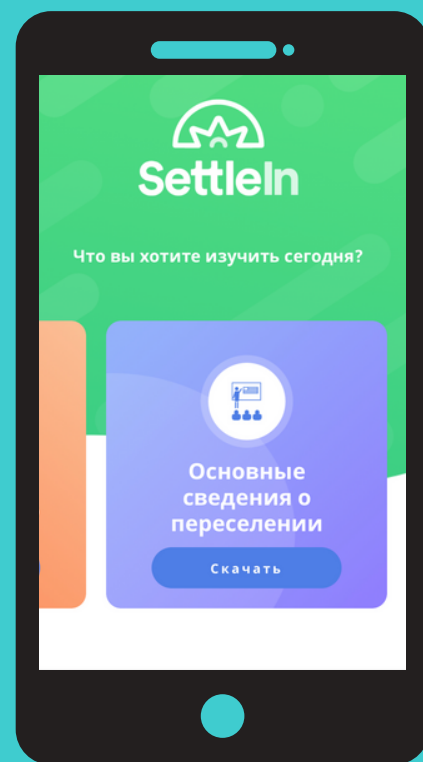 SettleIn
Что вы хотите изучить сегодня?
Основные
сведения о
переселении
Скачать